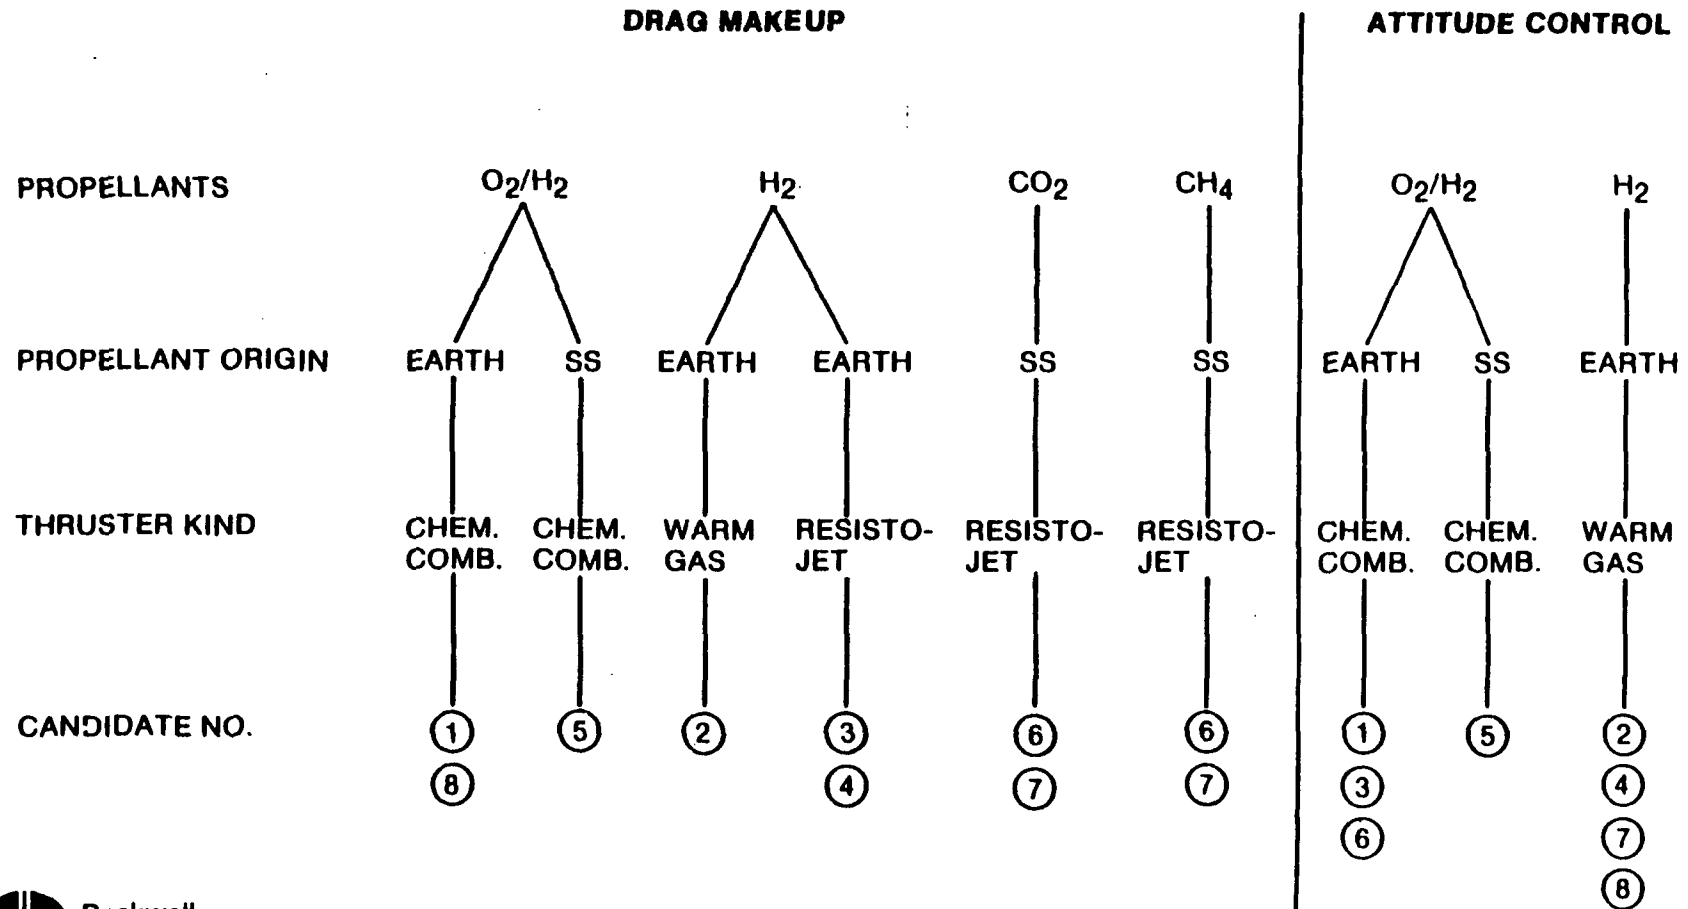 DRAG MAKEUP ATTITUDE CONTROL
PROPELLANTS O2/H2 H2 CO2 CH4 O2/H2 H2
PROPELLANT ORIGIN EARTH SS EARTH EARTH SS SS EARTH SS EARTH
THRUSTER KIND CHEM. CHEM. WARM RESISTO- RESISTO- RESISTO- CHEM. CHEM. WARM
COMB. COMB. GAS JET JET JET COMB. COMB. GAS
CANDIDATE NO. 1 5 2 3 6 6 1 5 2
8 4 7 7 3 4
6 7
8